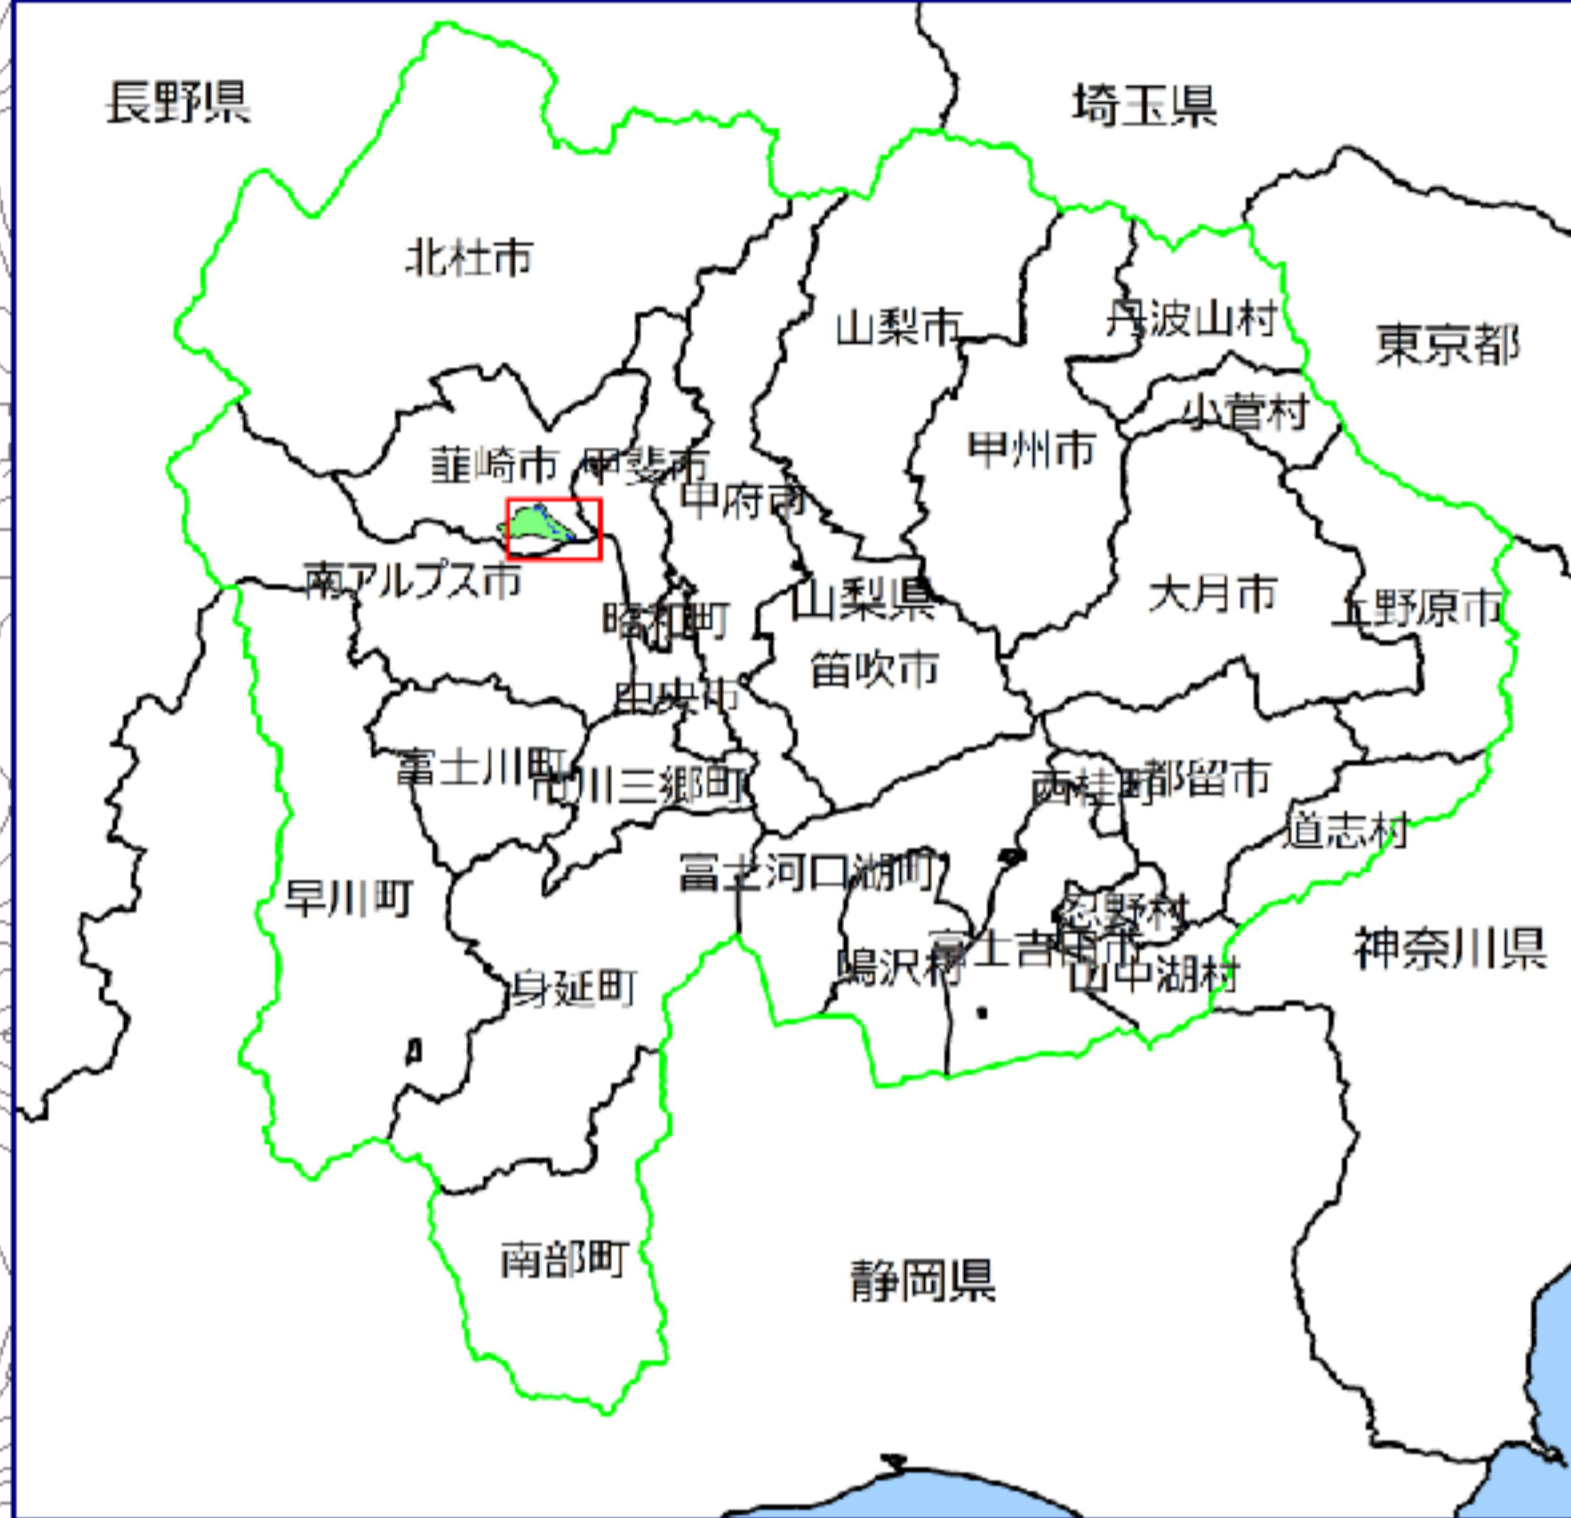 長野県
埼玉県
北杜市
丹波山村
山梨市
東京都
小菅村
甲州市
韮崎市
甲斐市
甲府市
南アルプス市
山梨県
大月市
上野原市
昭和町
笛吹市
中央市
富士川町
市川三郷町
西桂町
都留市
道志村
富士河口湖町
早川町
忍野村
富士吉田市
神奈川県
鳴沢村
山中湖村
身延町
南部町
静岡県